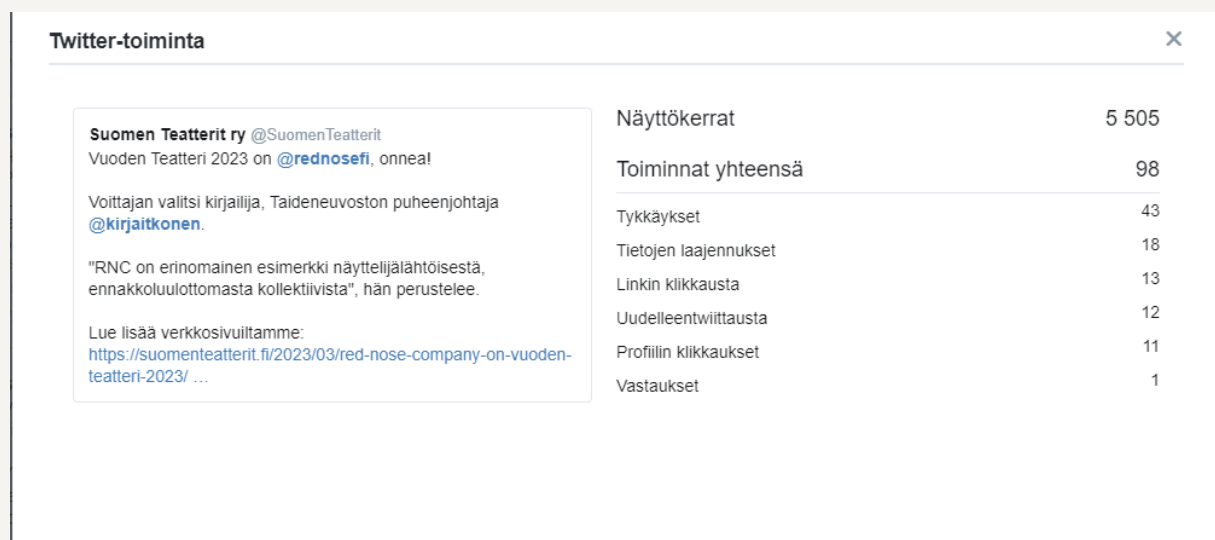 Twitter-toiminta
Suomen Teatterit ry @SuomenTeatterit
Vuoden Teatteri 2023 on @rednosefi, onnea!
Voittajan valitsi kirjailija, Taideneuvoston puheenjohtaja
@kirjaitkonen.
"RNC on erinomainen esimerkki näyttelijälähtöisestä,
ennakkoluulottomasta kollektiivista", hän perustelee.
Lue lisää verkkosivuiltamme:
https://suomenteatterit.fi/2023/03/red-nose-company-on-vuoden-
teatteri-2023/ …
Näyttökerrat 5 505
Toiminnat yhteensä 98
Tykkäykset 43
Tietojen laajennukset 18
Linkin klikkausta 13
Uudelleentwiittausta 12
Profiilin klikkaukset 11
Vastaukset 1